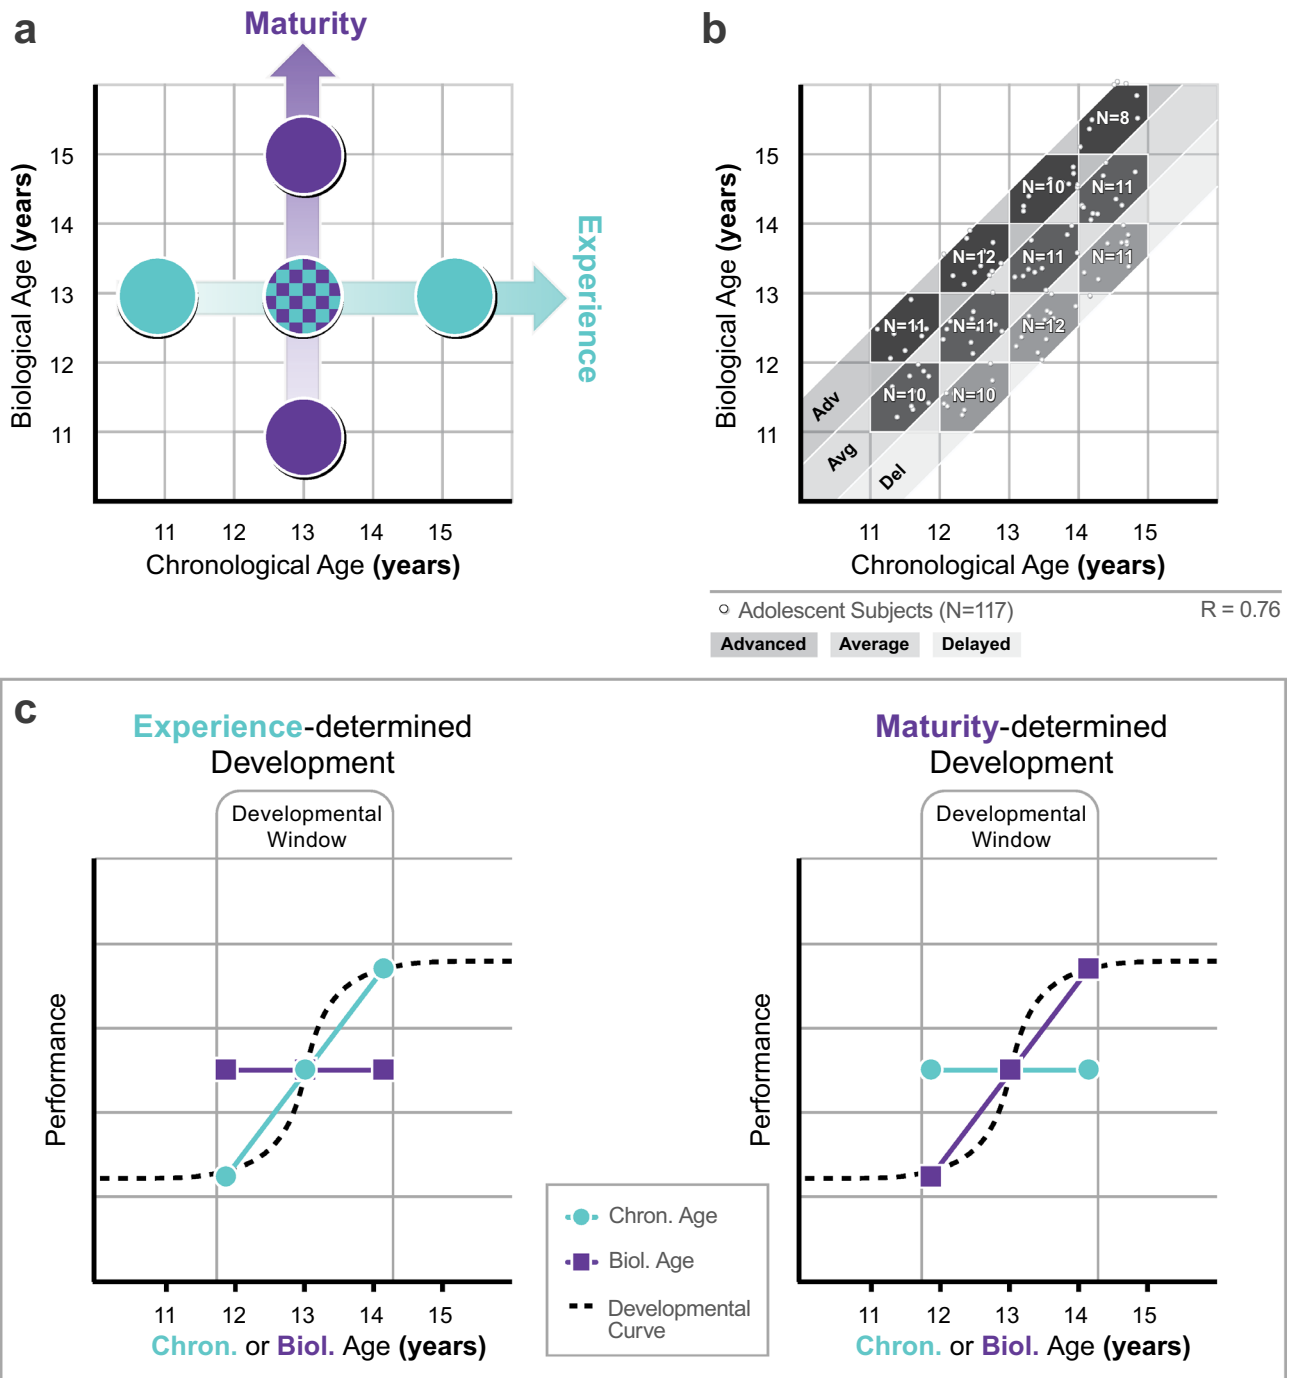 a
Maturity
Biological Age (years)
15
14
13
12
11
11 12 13 14 15
Chronological Age (years)
Experience
b
Biological Age (years)
15
14
13
12
11
N=8
N=10 N=11
N=12 N=11 N=11
N=11 N=11 N=12
N=10 N=10
Adv
Avg
Del
11 12 13 14 15
Chronological Age (years)
Adolescent Subjects (N=117) R = 0.76
Advanced Average Delayed
c
Experience-determined
Development
Developmental
Window
Performance
11 12 13 14 15
Chron. or Biol. Age (years)
Chron. Age
Biol. Age
Developmental
Curve
Maturity-determined
Development
Developmental
Window
Performance
11 12 13 14 15
Chron. or Biol. Age (years)